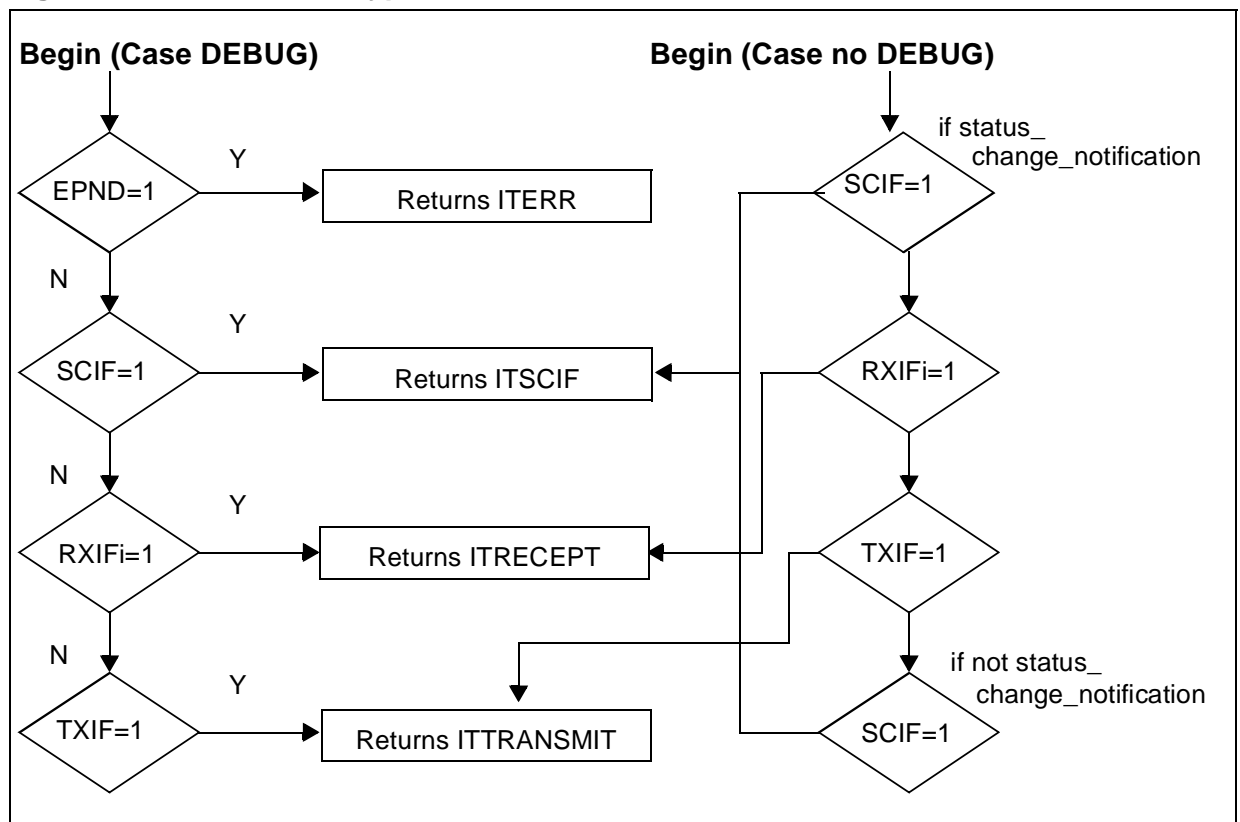 Begin (Case DEBUG)
Begin (Case no DEBUG)
if status_
change_notification
Y
EPND=1
Returns ITERR
SCIF=1
N
Y
SCIF=1
Returns ITSCIF
RXIFi=1
N
Y
RXIFi=1
Returns ITRECEPT
TXIF=1
N
if not status_
change_notification
Y
TXIF=1
Returns ITTRANSMIT
SCIF=1